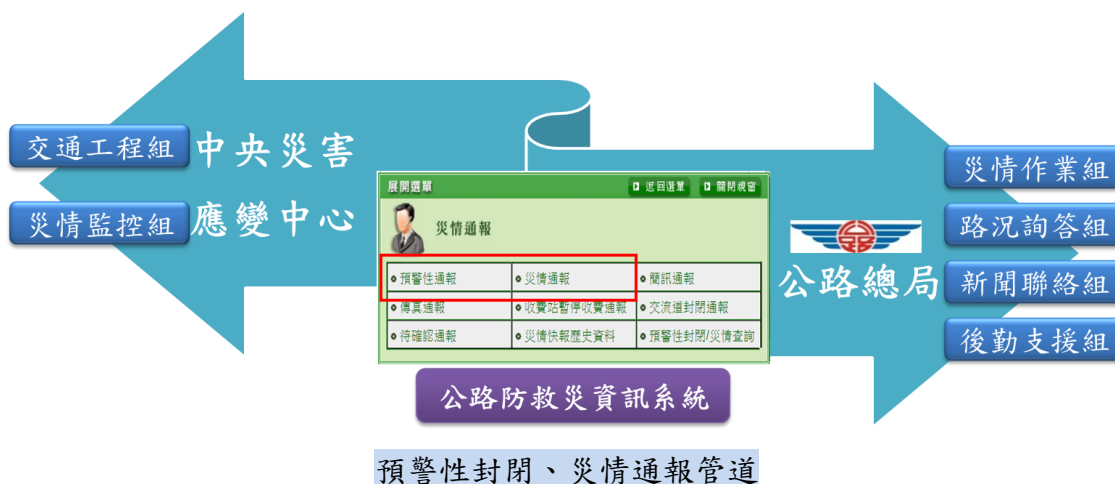 交通工程組
災情監控組
中央災害
應變中心
展開選單
返回選單
關閉視窗
災情通報
預警性通報
災情通報
簡訊通報
傳真通報
收費站暫停收費通報
交流道封閉通報
待確認通報
災情快報歷史資料
預警性封閉/災情查詢
公路防救災資訊系統
公路總局
災情作業組
路況詢答組
新聞聯絡組
後勤支援組
預警性封閉、災情通報管道